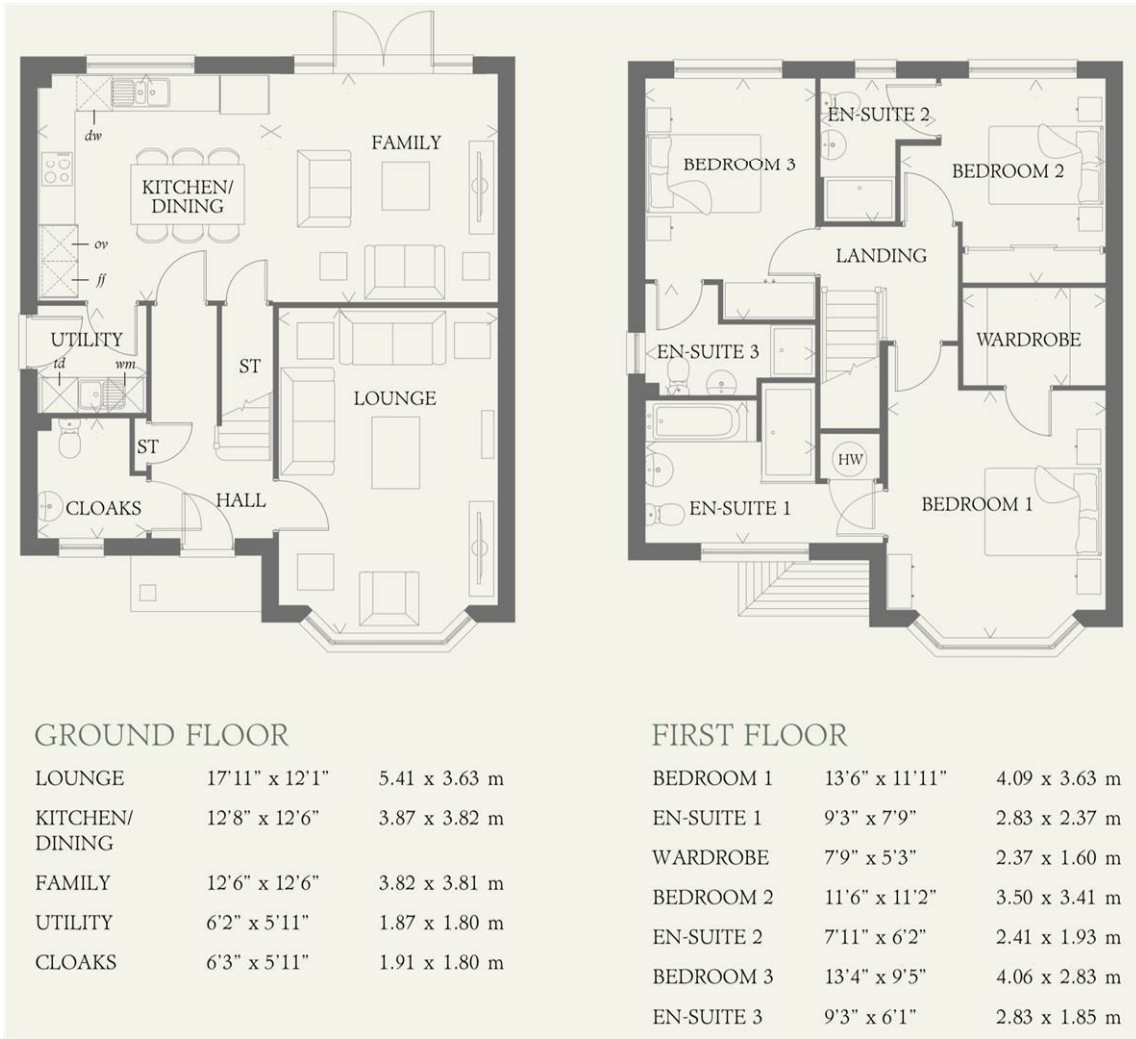 dw
FAMILY
KITCHEN/
DINING
ov
ff
UTILITY
td
wm
ST
LOUNGE
ST
CLOAKS
HALL
EN-SUITE 2
BEDROOM 3
BEDROOM 2
LANDING
WARDROBE
EN-SUITE 3
HW
EN-SUITE 1
BEDROOM 1
GROUND FLOOR
LOUNGE 17'11" x 12'1" 5.41 x 3.63 m
KITCHEN/ 12'8" x 12'6" 3.87 x 3.82 m
DINING
FAMILY 12'6" x 12'6" 3.82 x 3.81 m
UTILITY 6'2" x 5'11" 1.87 x 1.80 m
CLOAKS 6'3" x 5'11" 1.91 x 1.80 m
FIRST FLOOR
BEDROOM 1 13'6" x 11'11" 4.09 x 3.63 m
EN-SUITE 1 9'3" x 7'9" 2.83 x 2.37 m
WARDROBE 7'9" x 5'3" 2.37 x 1.60 m
BEDROOM 2 11'6" x 11'2" 3.50 x 3.41 m
EN-SUITE 2 7'11" x 6'2" 2.41 x 1.93 m
BEDROOM 3 13'4" x 9'5" 4.06 x 2.83 m
EN-SUITE 3 9'3" x 6'1" 2.83 x 1.85 m